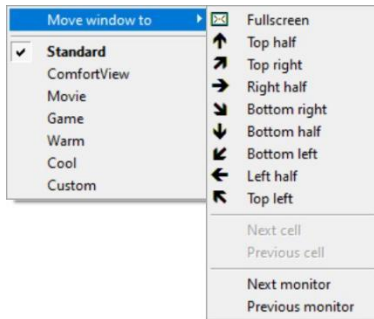 Move window to
Standard
ComfortView
Movie
Game
Warm
Cool
Custom
Fullscreen
Top half
Top right
Right half
Bottom right
Bottom half
Bottom left
Left half
Top left
Next cell
Previous cell
Next monitor
Previous monitor